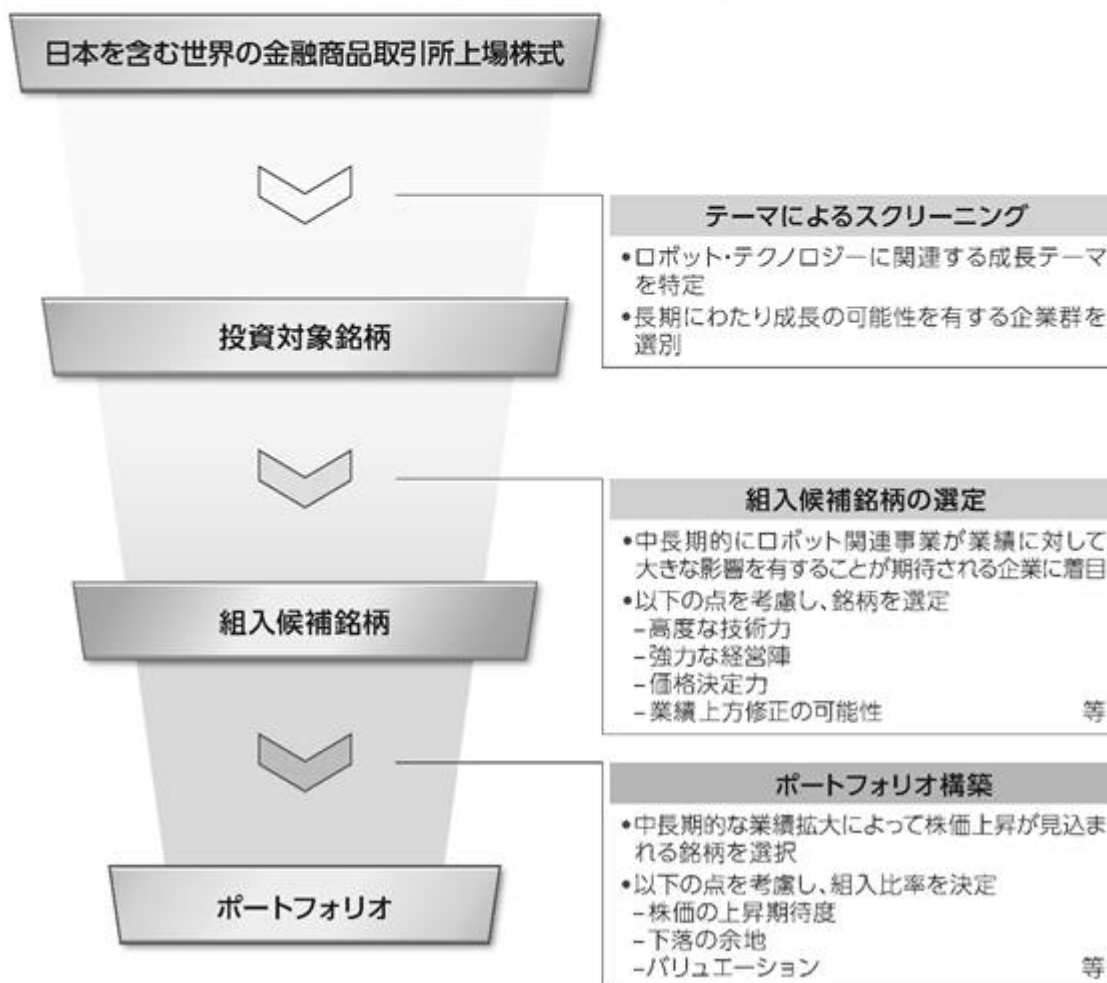 日本を含む世界の金融商品取引所上場株式
テーマによるスクリーニング
•ロボット・テクノロジーに関連する成長テーマ
を特定
•長期にわたり成長の可能性を有する企業群を
選別
投資対象銘柄
組入候補銘柄の選定
•中長期的にロボット関連事業が業績に対して
大きな影響を有することが期待される企業に着目
•以下の点を考慮し、銘柄を選定
–高度な技術力
–強力な経営陣
–価格決定力
–業績上方修正の可能性 等
組入候補銘柄
ポートフォリオ構築
•中長期的な業績拡大によって株価上昇が見込ま
れる銘柄を選択
•以下の点を考慮し、組入比率を決定
–株価の上昇期待度
–下落の余地
–バリュエーション 等
ポートフォリオ